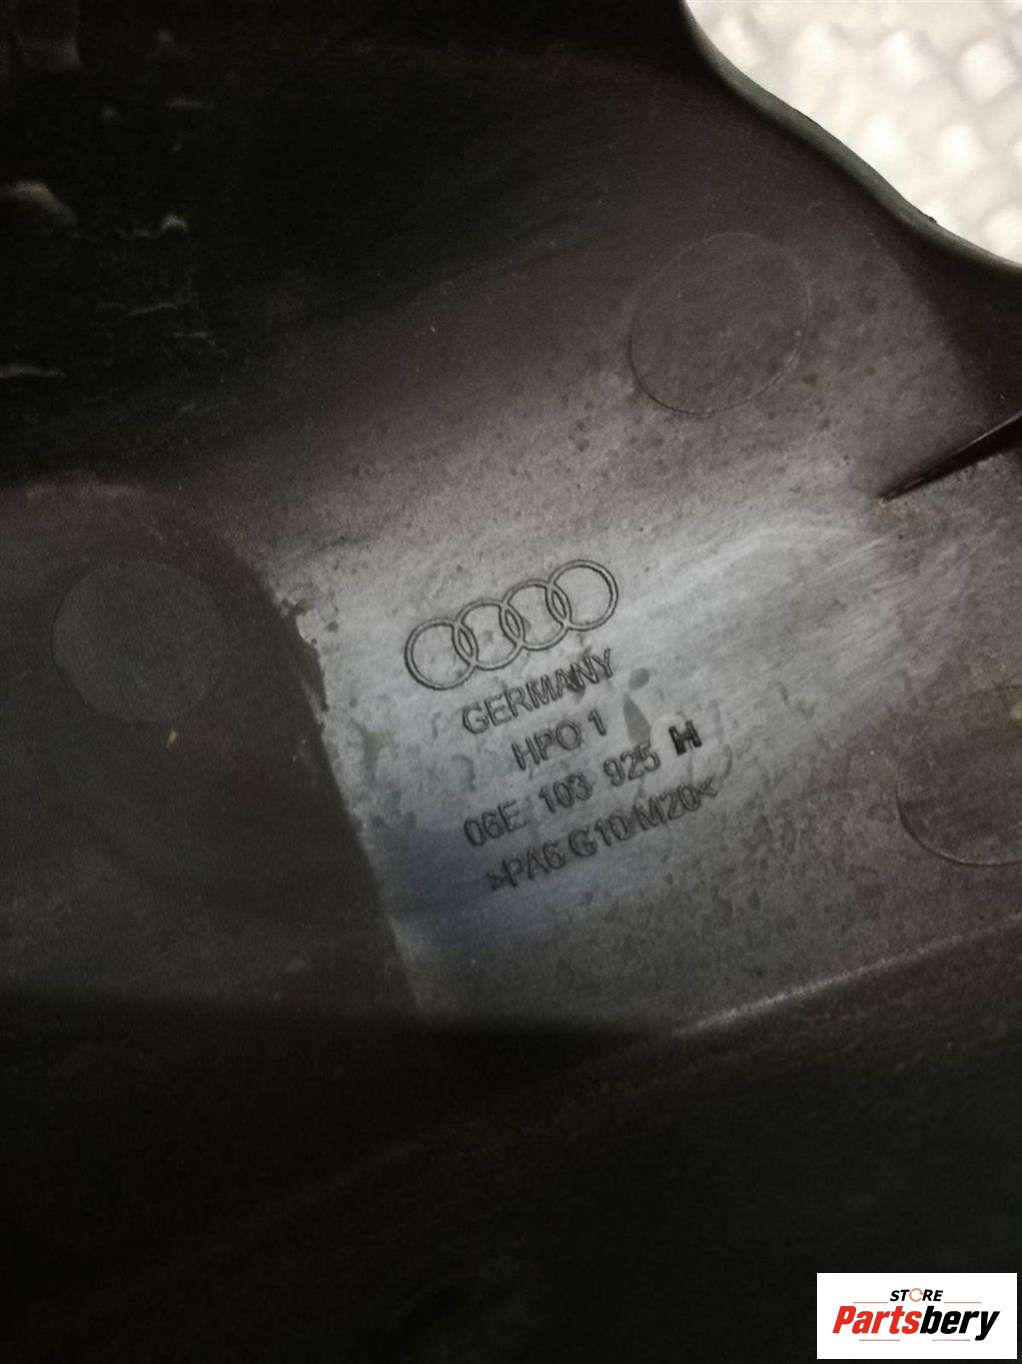 GERMANY
HPO 1
06E 103 925 H
>PA6 G10/M20<
STORE
Partsbery